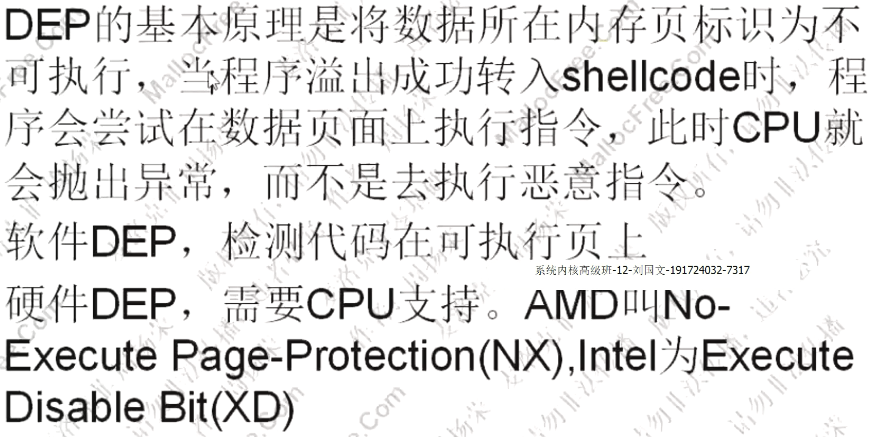 DEP的基本原理是将数据所在内存页标识为不
可执行，当程序溢出成功转入shellcode时，程
序会尝试在数据页面上执行指令，此时CPU就
会抛出异常，而不是去执行恶意指令。
软件DEP，检测代码在可执行页上
系统内核高级班-12-刘国文-191724032-7317
硬件DEP，需要CPU支持。AMD叫No-
Execute Page-Protection(NX),Intel为Execute
Disable Bit(XD)